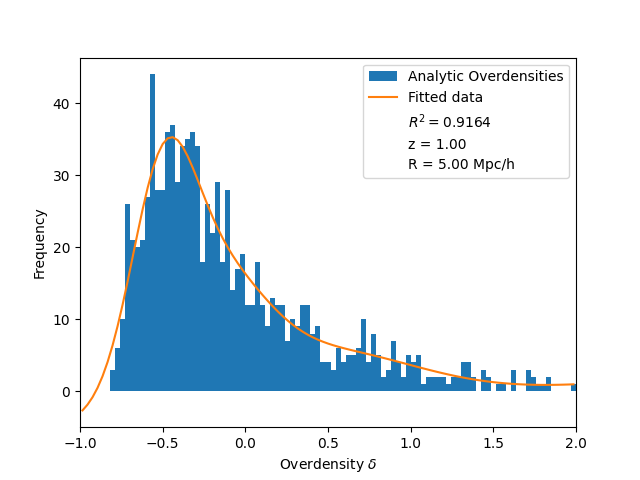 Analytic Overdensities
Fitted data
R² = 0.9164
z = 1.00
R = 5.00 Mpc/h
40
30
20
10
0
Frequency
−1.0 −0.5 0.0 0.5 1.0 1.5 2.0
Overdensity δ